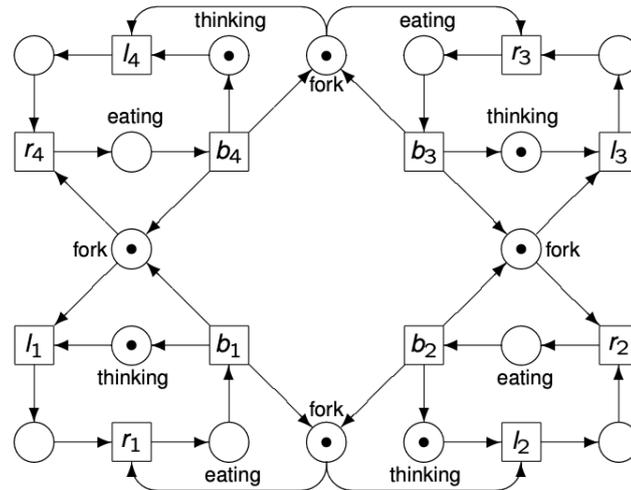 thinking eating
l4 r3
fork
eating thinking
r4 b4 b3 l3
fork fork
l1 b1 b2 r2
thinking eating
fork
r1 l2
eating thinking